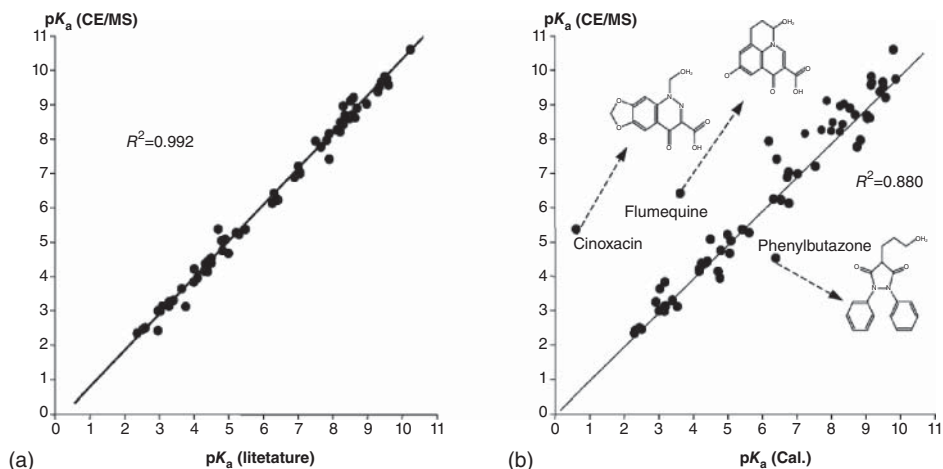 pKa (CE/MS)
11
10
9
8
7
6
5
4
3
2
1
0
R²=0.992
0 1 2 3 4 5 6 7 8 9 10 11
(a)
pKa (litetature)
pKa (CE/MS)
11
10
9
8
7
6
5
4
3
2
1
0
R²=0.880
Flumequine
Cinoxacin
Phenylbutazone
0 1 2 3 4 5 6 7 8 9 10 11
(b)
pKa (Cal.)